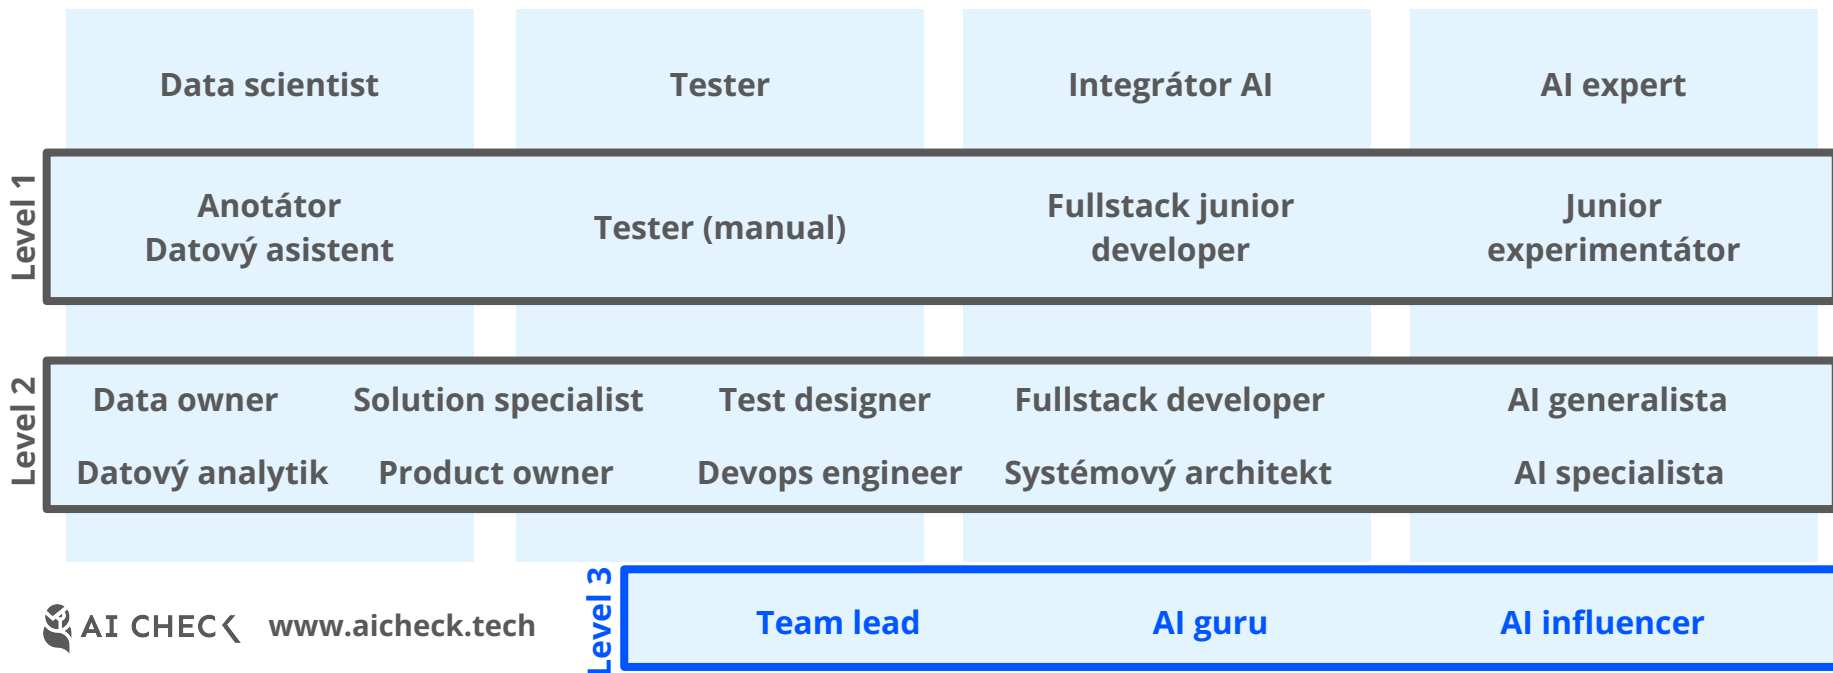 Data scientist
Tester
Integrátor AI
AI expert
Level 1
Anotátor
Datový asistent
Tester (manual)
Fullstack junior
developer
Junior
experimentátor
Level 2
Data owner
Solution specialist
Test designer
Fullstack developer
AI generalista
Datový analytik
Product owner
Devops engineer
Systémový architekt
AI specialista
Level 3
Team lead
AI guru
AI influencer
AI CHECK
www.aicheck.tech